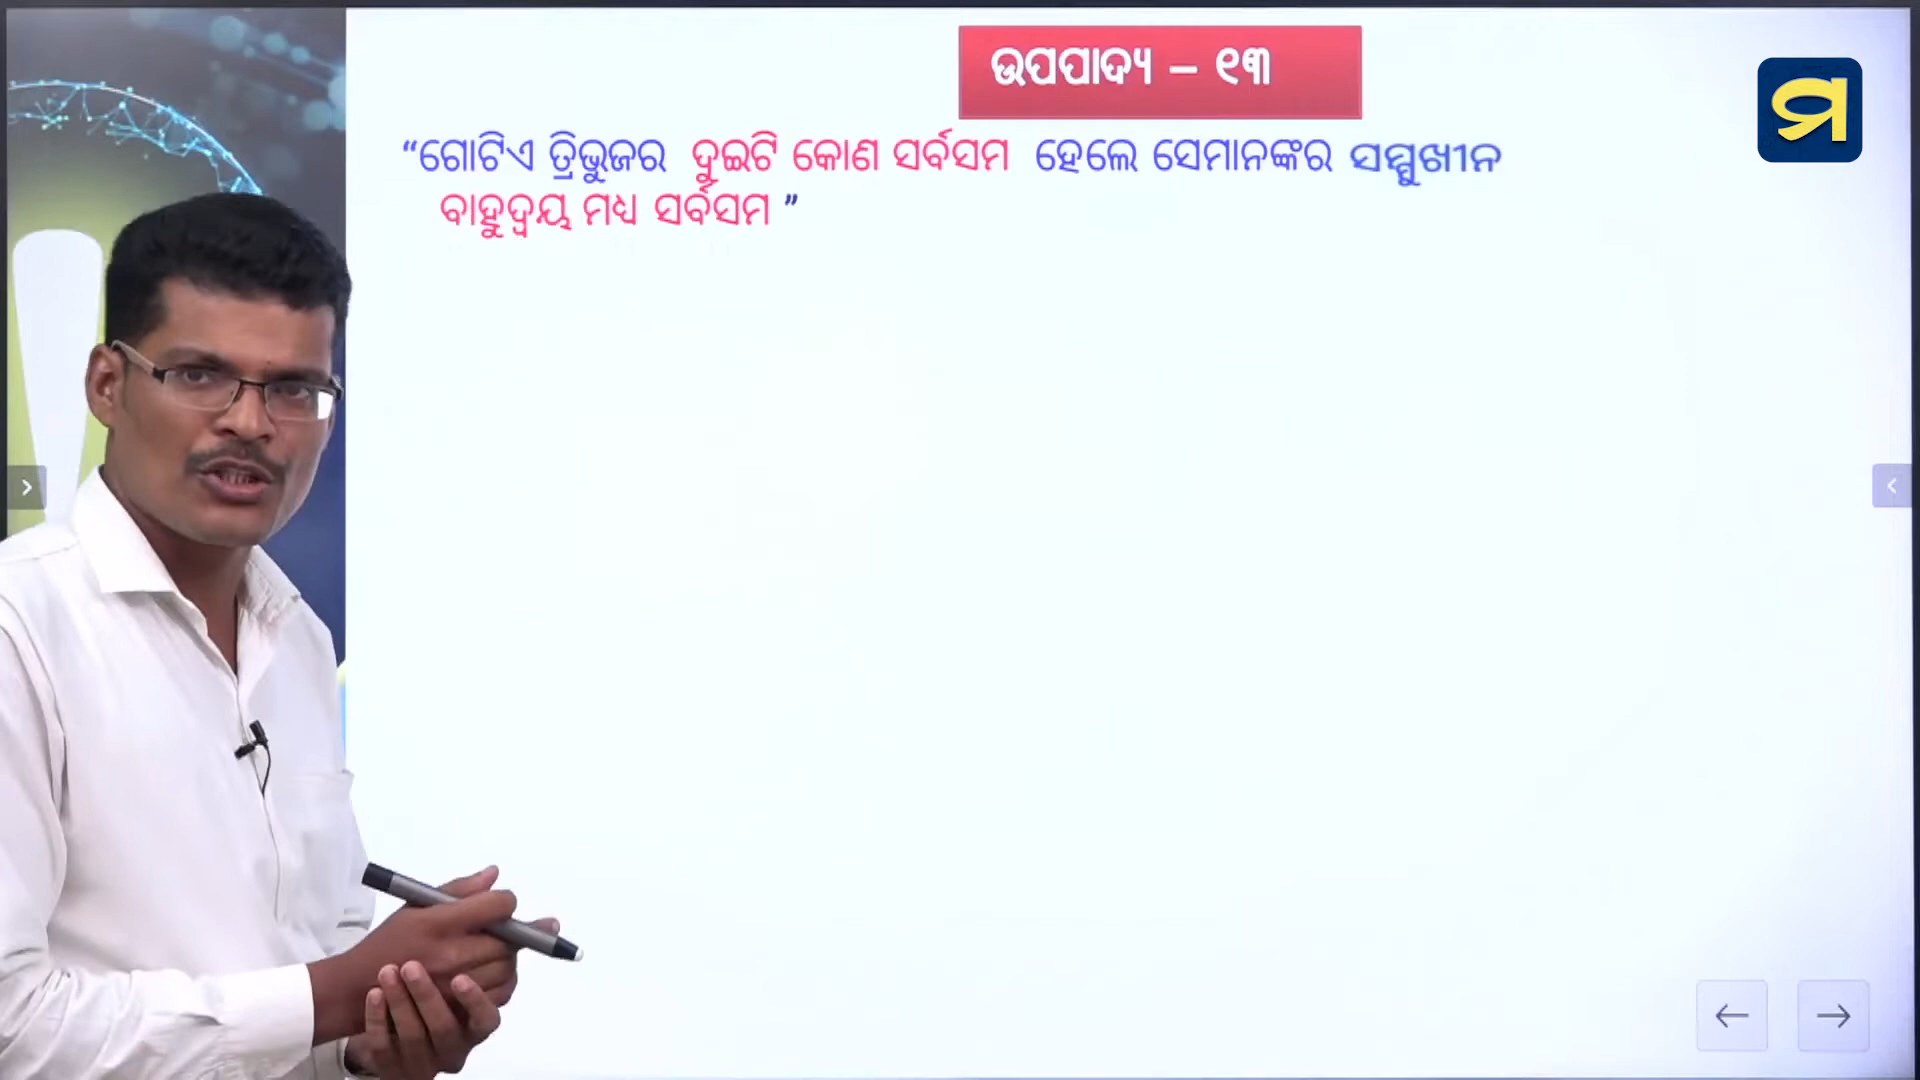 ଉପପାଦ୍ୟ – ୧୩
ମ
“ଗୋଟିଏ ତ୍ରିଭୁଜର ଦୁଇଟି କୋଣ ସର୍ବସମ ହେଲେ ସେମାନଙ୍କର ସମ୍ମୁଖୀନ
ବାହୁଦ୍ୱୟ ମଧ୍ୟ ସର୍ବସମ ”